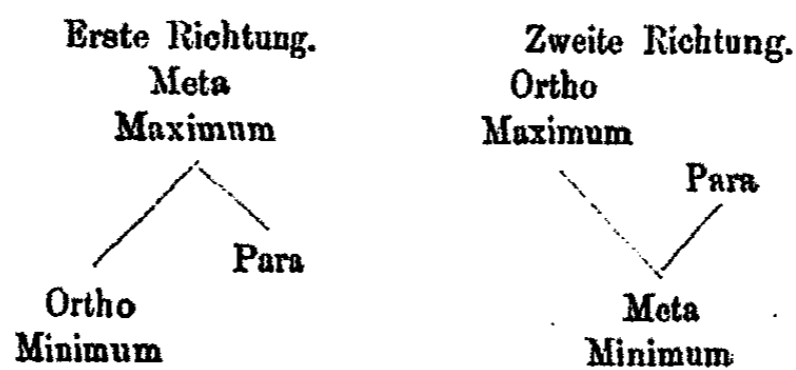 Erste Richtung.
Meta
Maximum
Para
Ortho
Minimum
Zweite Richtung.
Ortho
Maximum
Para
Meta
Minimum